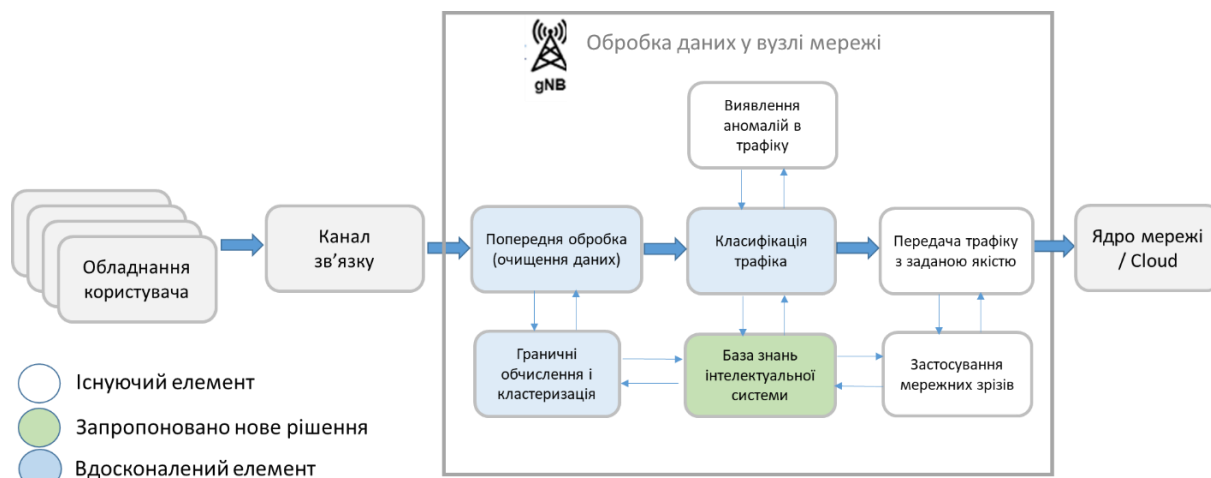 gNB
Обробка даних у вузлі мережі
Виявлення
аномалій в
трафіку
Обладнання
користувача
Канал
зв’язку
Попередня обробка
(очищення даних)
Класифікація
трафіка
Передача трафіку
з заданою якістю
Ядро мережі
/ Cloud
Граничні
обчислення і
кластеризація
База знань
інтелектуальної
системи
Застосування
мережних зрізів
Існуючий елемент
Запропоновано нове рішення
Вдосконалений елемент